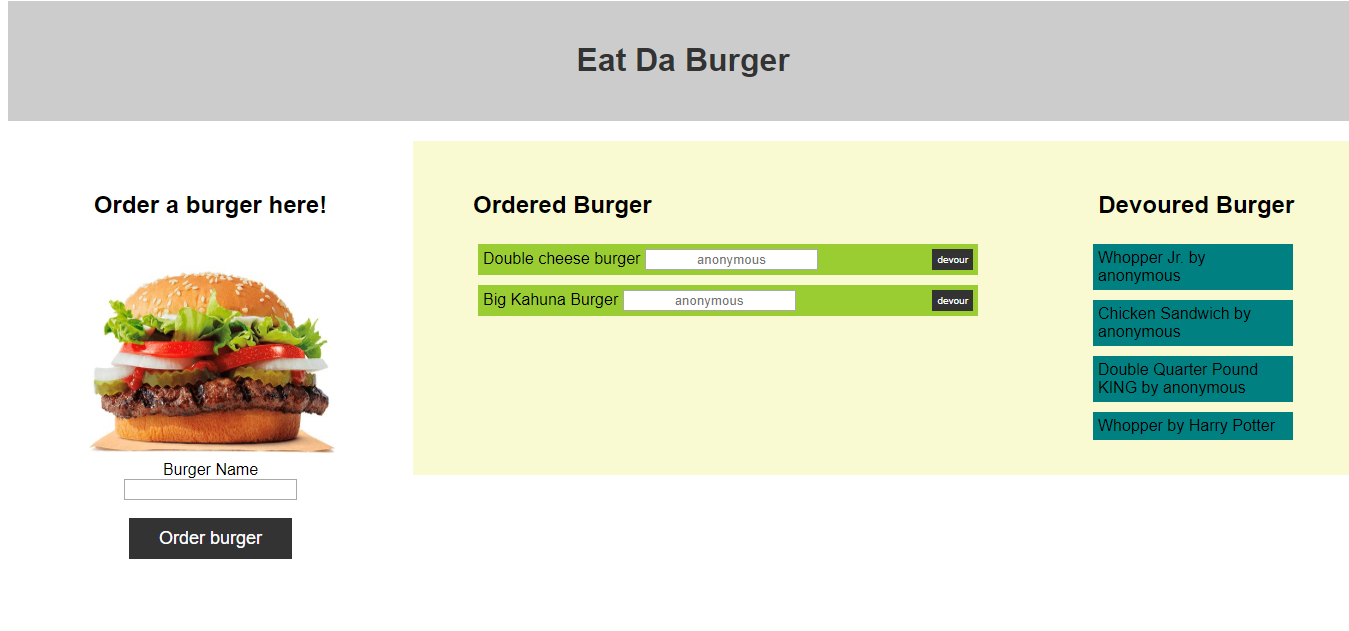 Eat Da Burger
Order a burger here!
Burger Name
Order burger
Ordered Burger
Double cheese burger anonymous devour
Big Kahuna Burger anonymous devour
Devoured Burger
Whopper Jr. by
anonymous
Chicken Sandwich by
anonymous
Double Quarter Pound
KING by anonymous
Whopper by Harry Potter